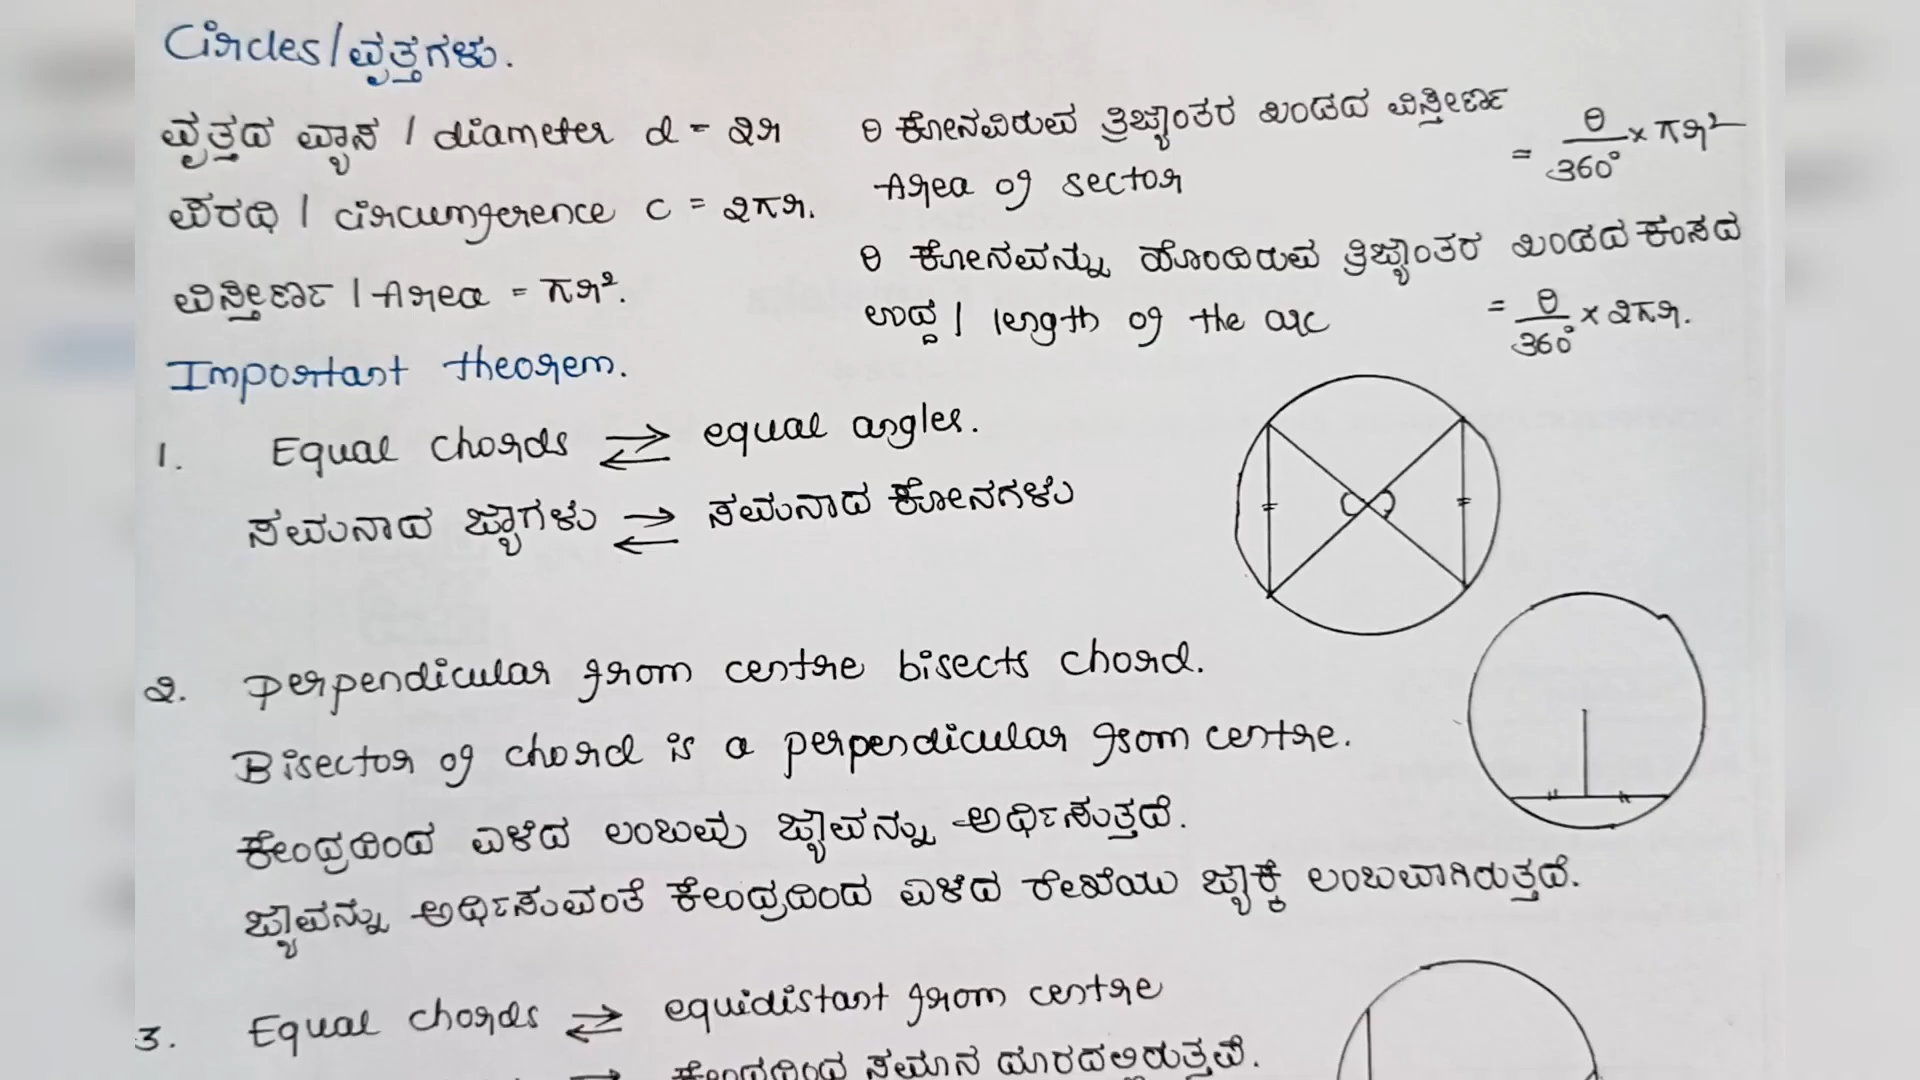 Circles/ವೃತ್ತಗಳು.
ವೃತ್ತದ ವ್ಯಾಸ / diameter d = 2r
ಪರಧಿ / circumference c = 2πr.
ವಿಸ್ತೀರ್ಣ / Area = πr².
θ ಕೋನವಿರುವ ತ್ರಿಜ್ಯಾಂತರ ಖಂಡದ ವಿಸ್ತೀರ್ಣ
Area of sector = θ/360° × πr²
θ ಕೋನವನ್ನು ಹೊಂದಿರುವ ತ್ರಿಜ್ಯಾಂತರ ಖಂಡದ ಕಂಸದ
ಉದ್ದ / length of the arc = θ/360° × 2πr.
Important theorem.
1. Equal chords ⇄ equal angles.
ಸಮನಾದ ಜ್ಯಾಗಳು ⇄ ಸಮನಾದ ಕೋನಗಳು
2. perpendicular from centre bisects chord.
Bisector of chord is a perpendicular from centre.
ಕೇಂದ್ರದಿಂದ ಎಳೆದ ಲಂಬವು ಜ್ಯಾವನ್ನು ಅರ್ಧಿಸುತ್ತದೆ.
ಜ್ಯಾವನ್ನು ಅರ್ಧಿಸುವಂತೆ ಕೇಂದ್ರದಿಂದ ಎಳೆದ ರೇಖೆಯು ಜ್ಯಾಕ್ಕೆ ಲಂಬವಾಗಿರುತ್ತದೆ.
3. Equal chords ⇄ equidistant from centre
ಕೇಂದ್ರದಿಂದ ಸಮಾನ ದೂರದಲ್ಲಿರುತ್ತವೆ.